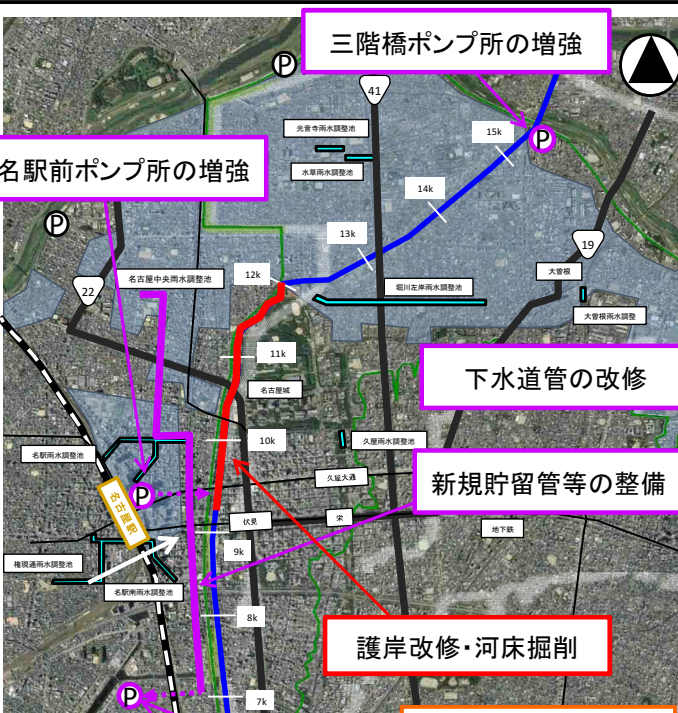 三階橋ポンプ所の増強
P
41
光音寺雨水調整池
15k
P
名駅前ポンプ所の増強
水草雨水調整池
14k
P
13k
19
12k
大曽根
22
名古屋中央雨水調整池
堀川左岸雨水調整池
大曽根雨水調整
11k
下水道管の改修
名古屋城
10k
久屋雨水調整池
名駅雨水調整池
久屋大通
新規貯留管等の整備
P
名古屋駅
伏見
栄
地下鉄
9k
権現通雨水調整池
名駅南雨水調整池
8k
護岸改修・河床掘削
P
7k